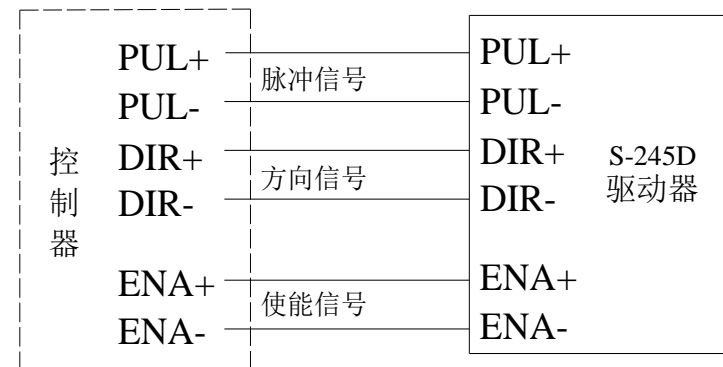 PUL+
PUL-
DIR+
DIR-
ENA+
ENA-
控制器
脉冲信号
方向信号
使能信号
PUL+
PUL-
DIR+
DIR-
ENA+
ENA-
S-245D
驱动器